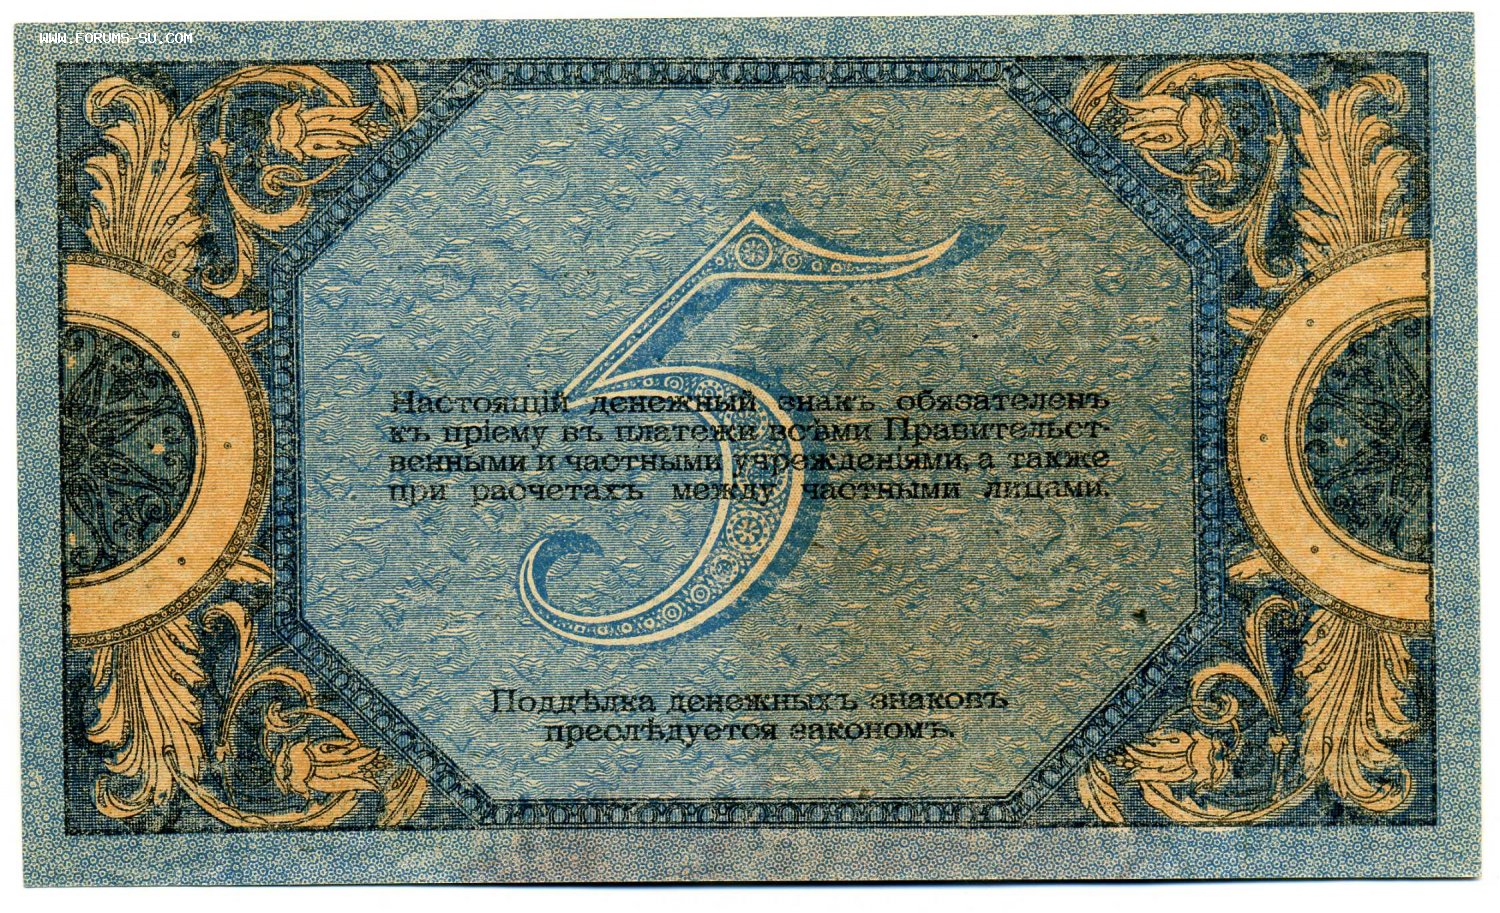 WWW.FORUMS-SU.COM
5
Настоящій денежный знакъ обязателенъ
къ пріему въ платежи всѣми Правительст-
венными и частными учрежденіями, а также
при расчетахъ между частными лицами.
Поддѣлка денежныхъ знаковъ
преслѣдуется закономъ.